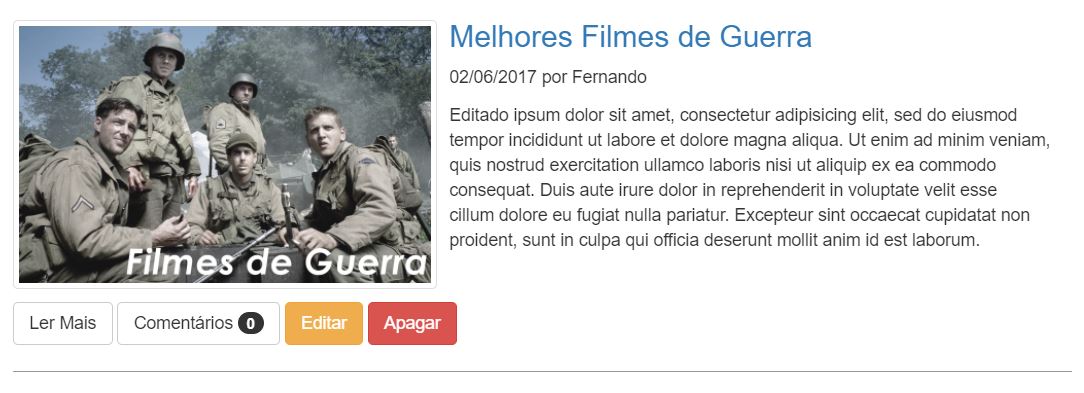 Melhores Filmes de Guerra
02/06/2017 por Fernando
Editado ipsum dolor sit amet, consectetur adipisicing elit, sed do eiusmod
tempor incididunt ut labore et dolore magna aliqua. Ut enim ad minim veniam,
quis nostrud exercitation ullamco laboris nisi ut aliquip ex ea commodo
consequat. Duis aute irure dolor in reprehenderit in voluptate velit esse
cillum dolore eu fugiat nulla pariatur. Excepteur sint occaecat cupidatat non
proident, sunt in culpa qui officia deserunt mollit anim id est laborum.
Filmes de Guerra
Ler Mais Comentários 0 Editar Apagar